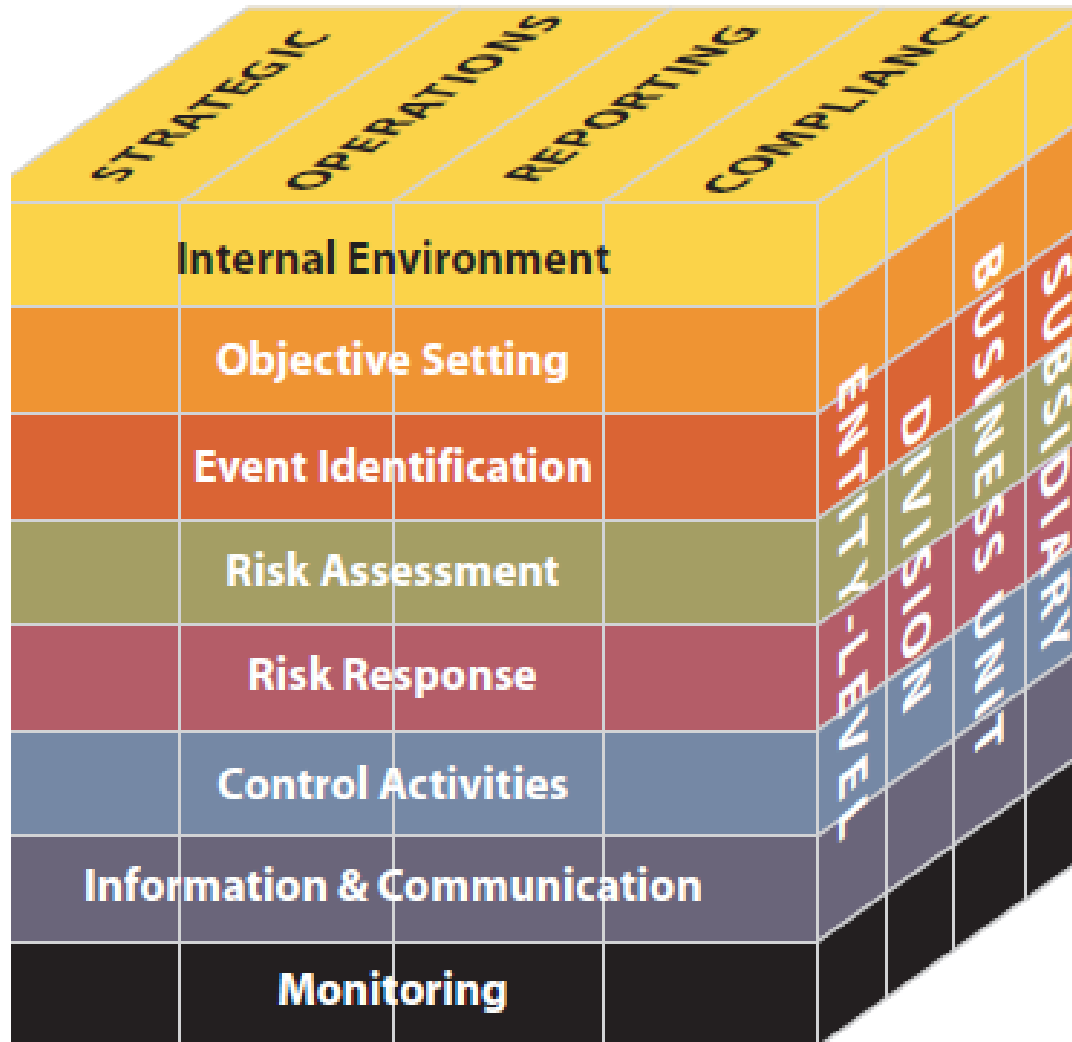 STRATEGIC
OPERATIONS
REPORTING
COMPLIANCE
Internal Environment
Objective Setting
Event Identification
Risk Assessment
Risk Response
Control Activities
Information & Communication
Monitoring
ENTITY-LEVEL
DIVISION
BUSINESS UNIT
SUBSIDIARY